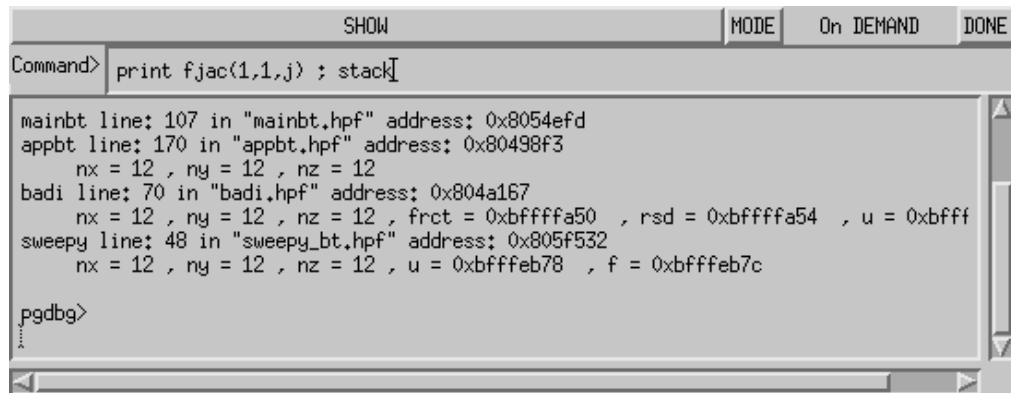 SHOW MODE On DEMAND DONE
Command> print fjac(1,1,j) ; stack
mainbt line: 107 in "mainbt.hpf" address: 0x8054efd
appbt line: 170 in "appbt.hpf" address: 0x80498f3
nx = 12 , ny = 12 , nz = 12
badi line: 70 in "badi.hpf" address: 0x804a167
nx = 12 , ny = 12 , nz = 12 , frct = 0xbffffa50 , rsd = 0xbffffa54 , u = 0xbfff
sweepy line: 48 in "sweepy_bt.hpf" address: 0x805f532
nx = 12 , ny = 12 , nz = 12 , u = 0xbfffeb78 , f = 0xbfffeb7c
pgdbg>